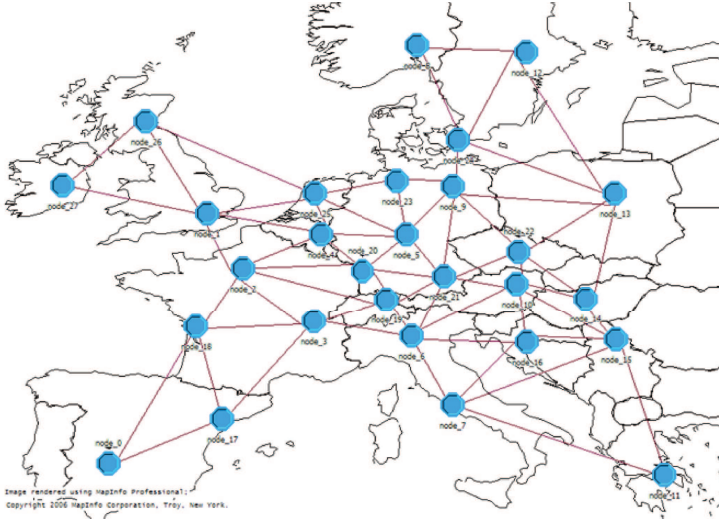 node_12
node_26
node_27
node_25
node_23
node_9
node_13
node_1
node_4
node_20
node_5
node_22
node_2
node_21
node_10
node_14
node_19
node_18
node_3
node_6
node_16
node_15
node_17
node_7
node_0
node_11
Image rendered using MapInfo Professional;
Copyright 2006 MapInfo Corporation, Troy, New York.